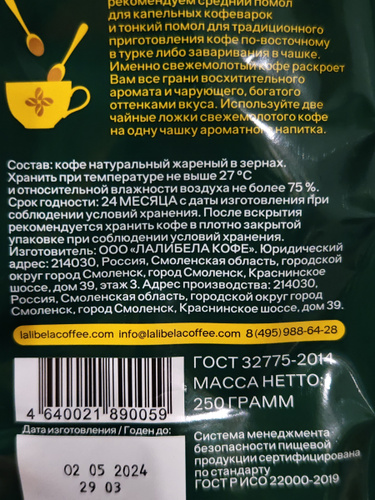 рекомендуем средний помол
для капельных кофеварок
и тонкий помол для традиционного
приготовления кофе по-восточному
в турке либо заваривания в чашке.
Именно свежемолотый кофе раскроет
Вам все грани восхитительного
аромата и чарующего, богатого
оттенками вкуса. Используйте две
чайные ложки свежемолотого кофе
на одну чашку ароматного напитка.
Состав: кофе натуральный жареный в зернах.
Хранить при температуре не выше 27 °C
и относительной влажности воздуха не более 75 %.
Срок годности: 24 МЕСЯЦА с даты изготовления при
соблюдении условий хранения. После вскрытия
рекомендуется хранить кофе в плотно закрытой
упаковке при соблюдении условий хранения.
Изготовитель: ООО «ЛАЛИБЕЛА КОФЕ». Юридический
адрес: 214030, Россия, Смоленская область, городской
округ город Смоленск, город Смоленск, Краснинское
шоссе, дом 39, этаж 3. Адрес производства: 214030,
Россия, Смоленская область, городской округ город
Смоленск, город Смоленск, Краснинское шоссе, дом 39.
lalibelacoffee.com info@lalibelacoffee.com 8 (495) 988-64-28
4 640021 890059
ГОСТ 32775-2014
МАССА НЕТТО:
250 ГРАММ
Дата изготовления / Годен до:
02 05 2024
29 03
Система менеджмента
безопасности пищевой
продукции сертифицирована
по стандарту
ГОСТ Р ИСО 22000-2019